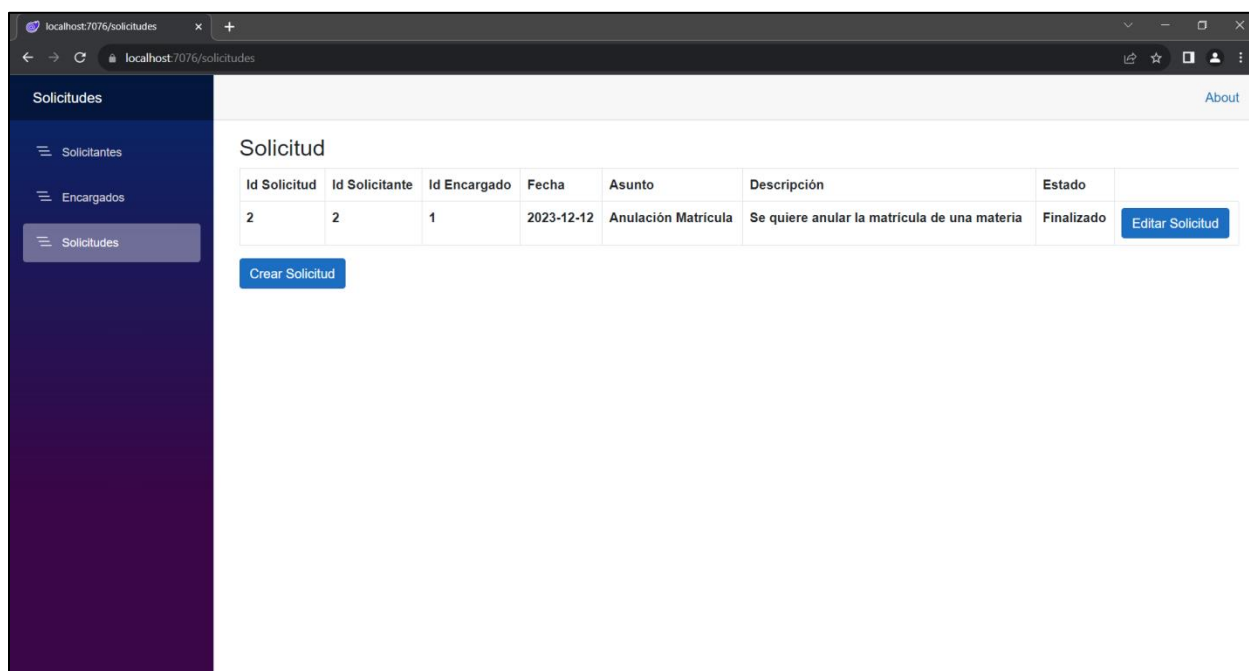 localhost:7076/solicitudes
localhost:7076/solicitudes
Solicitudes
About
Solicitantes
Encargados
Solicitudes
Solicitud
Id Solicitud Id Solicitante Id Encargado Fecha Asunto Descripción Estado
2 2 1 2023-12-12 Anulación Matrícula Se quiere anular la matrícula de una materia Finalizado Editar Solicitud
Crear Solicitud